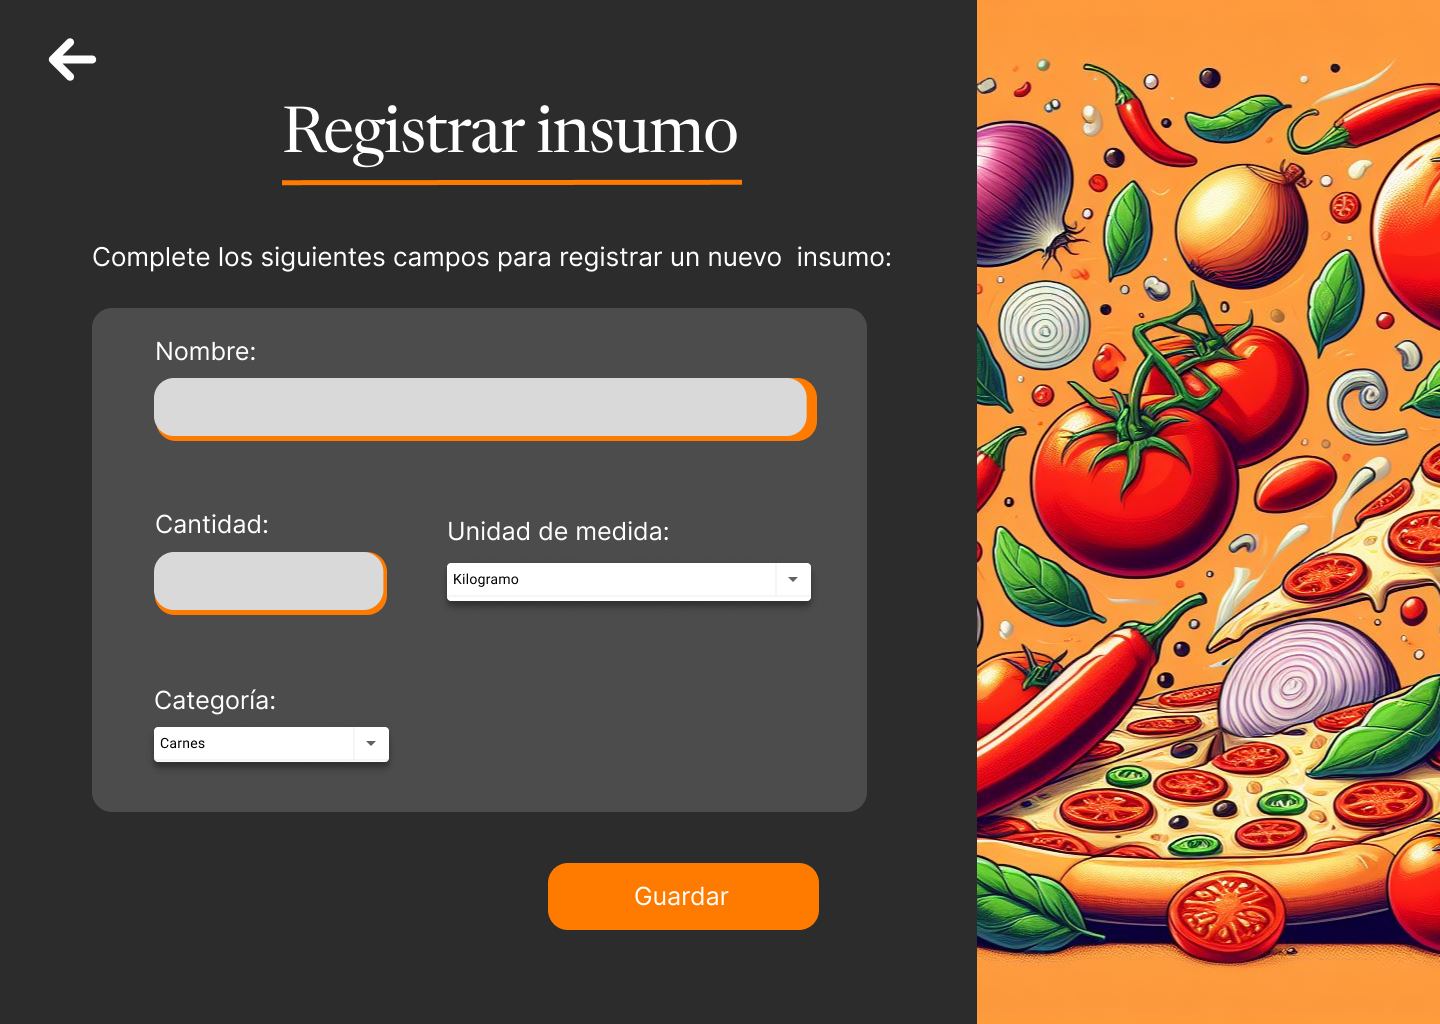 Registrar insumo
Complete los siguientes campos para registrar un nuevo  insumo:
Nombre:
Cantidad:
Unidad de medida:
Kilogramo
Categoría:
Carnes
Guardar